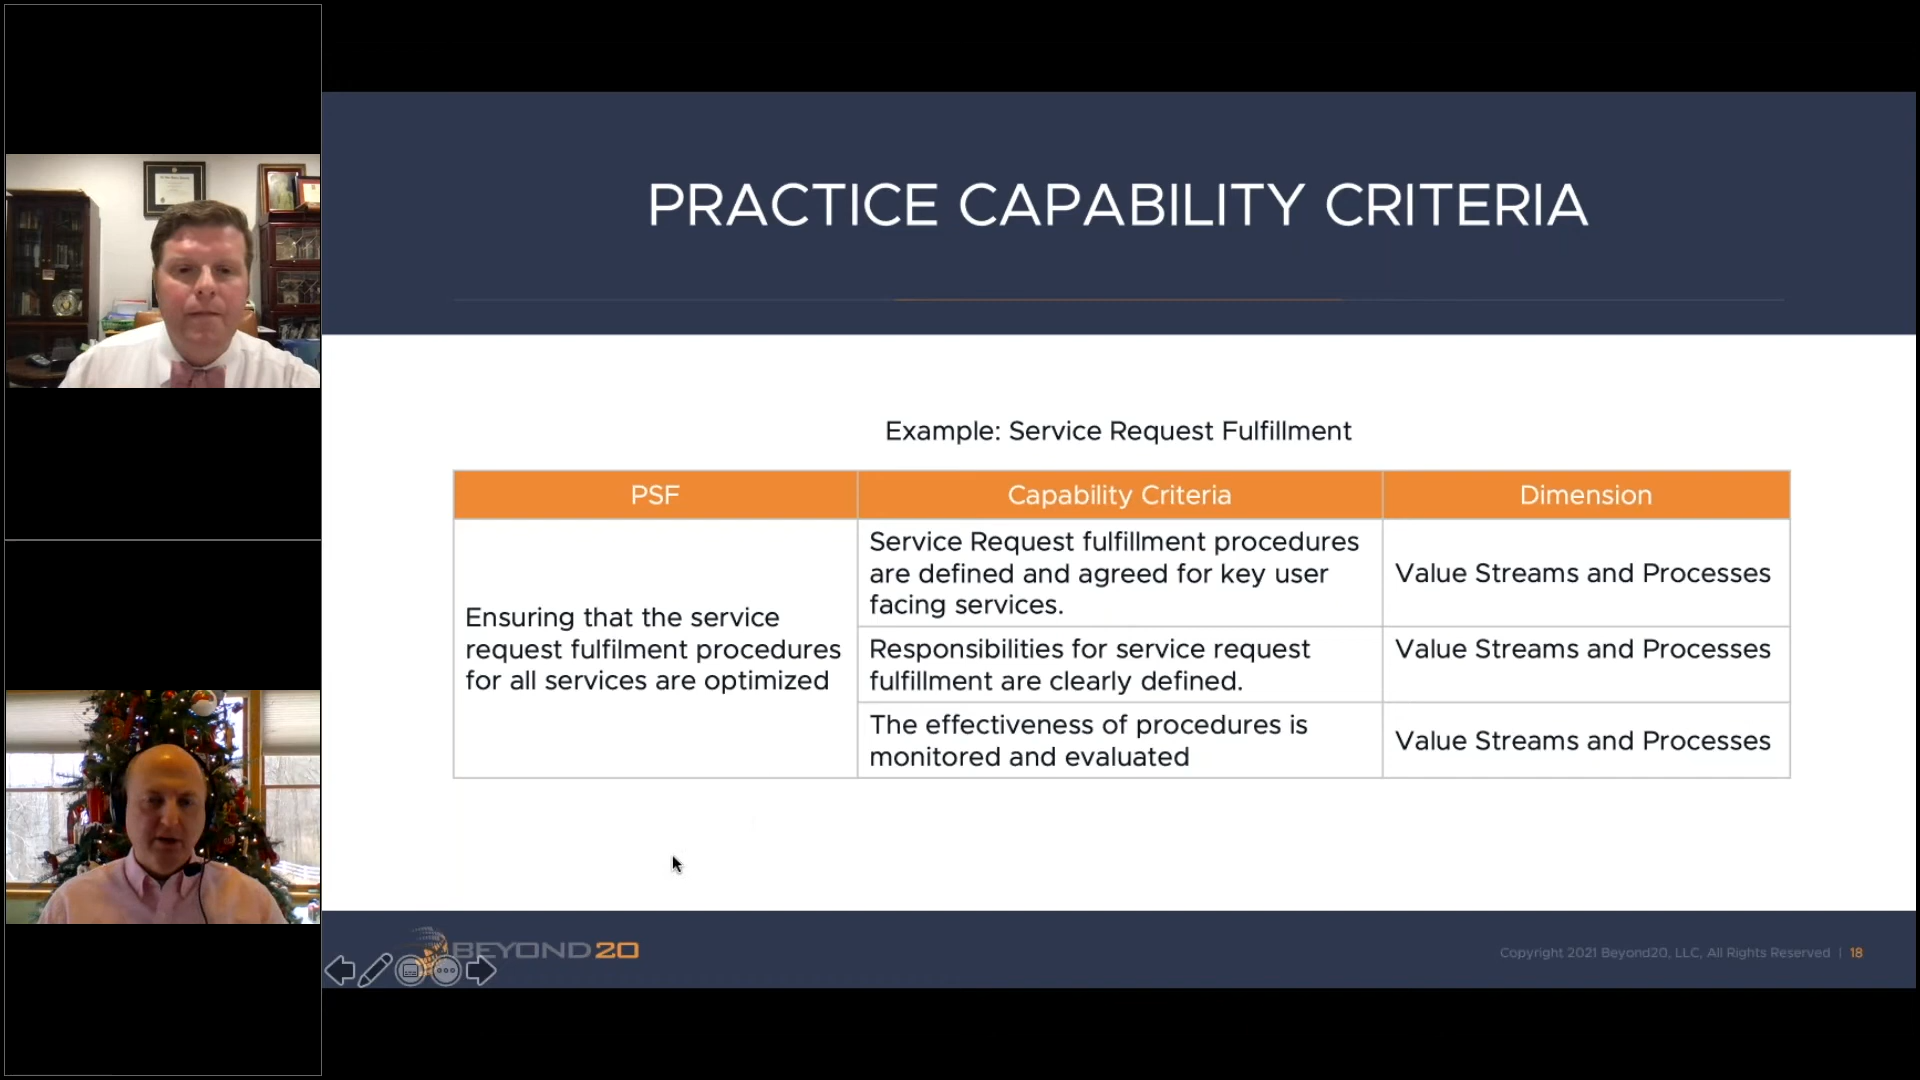 PRACTICE CAPABILITY CRITERIA
Example: Service Request Fulfillment
PSF
Capability Criteria
Dimension
Ensuring that the service
request fulfilment procedures
for all services are optimized
Service Request fulfillment procedures
are defined and agreed for key user
facing services.
Value Streams and Processes
Responsibilities for service request
fulfillment are clearly defined.
Value Streams and Processes
The effectiveness of procedures is
monitored and evaluated
Value Streams and Processes
BEYOND20
Copyright 2021 Beyond20, LLC, All Rights Reserved | 18